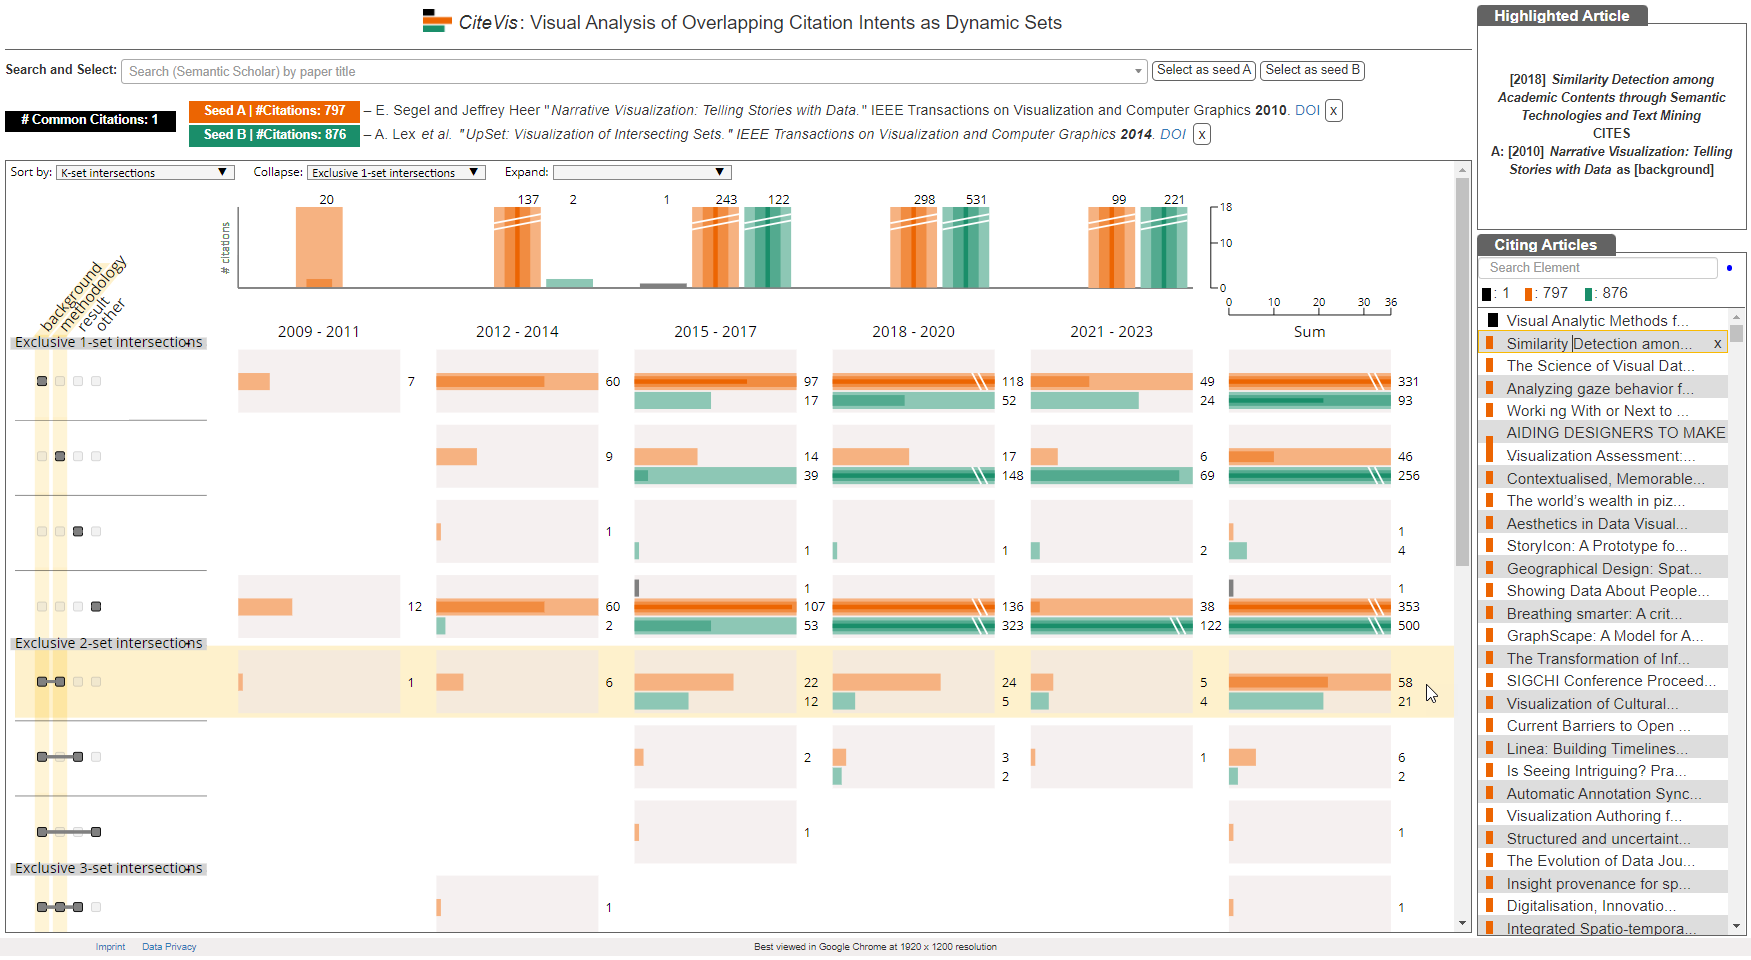 CiteVis: Visual Analysis of Overlapping Citation Intents as Dynamic Sets
Search and Select: Search (Semantic Scholar) by paper title Select as seed A Select as seed B
# Common Citations: 1
Seed A | #Citations: 797 – E. Segel and Jeffrey Heer "Narrative Visualization: Telling Stories with Data." IEEE Transactions on Visualization and Computer Graphics 2010. DOI x
Seed B | #Citations: 876 – A. Lex et al. "UpSet: Visualization of Intersecting Sets." IEEE Transactions on Visualization and Computer Graphics 2014. DOI x
Sort by: K-set intersections Collapse: Exclusive 1-set intersections Expand:
20 137 2 1 243 122 298 531 99 221
# citations
18
10
0
0 10 20 30 36
background
methodology
result
other
2009 - 2011 2012 - 2014 2015 - 2017 2018 - 2020 2021 - 2023 Sum
Exclusive 1-set intersections
7 60 97 118 49 331
17 52 24 93
9 14 17 6 46
39 148 69 256
1 1
1 1 2 4
1 1
12 60 107 136 38 353
2 53 323 122 500
Exclusive 2-set intersections
1 6 22 24 5 58
12 5 4 21
2 3 1 6
2 2
1 1
Exclusive 3-set intersections
1 1
Highlighted Article
[2018] Similarity Detection among
Academic Contents through Semantic
Technologies and Text Mining
CITES
A: [2010] Narrative Visualization: Telling
Stories with Data as [background]
Citing Articles
Search Element
: 1 : 797 : 876
Visual Analytic Methods f...
Similarity Detection amon... x
The Science of Visual Dat...
Analyzing gaze behavior f...
Worki ng With or Next to ...
AIDING DESIGNERS TO MAKE
Visualization Assessment:...
Contextualised, Memorable...
The world's wealth in piz...
Aesthetics in Data Visual...
StoryIcon: A Prototype fo...
Geographical Design: Spat...
Showing Data About People...
Breathing smarter: A crit...
GraphScape: A Model for A...
The Transformation of Inf...
SIGCHI Conference Proceed...
Visualization of Cultural...
Current Barriers to Open ...
Linea: Building Timelines...
Is Seeing Intriguing? Pra...
Automatic Annotation Sync...
Visualization Authoring f...
Structured and uncertaint...
The Evolution of Data Jou...
Insight provenance for sp...
Digitalisation, Innovatio...
Integrated Spatio-tempora...
Imprint Data Privacy Best viewed in Google Chrome at 1920 x 1200 resolution